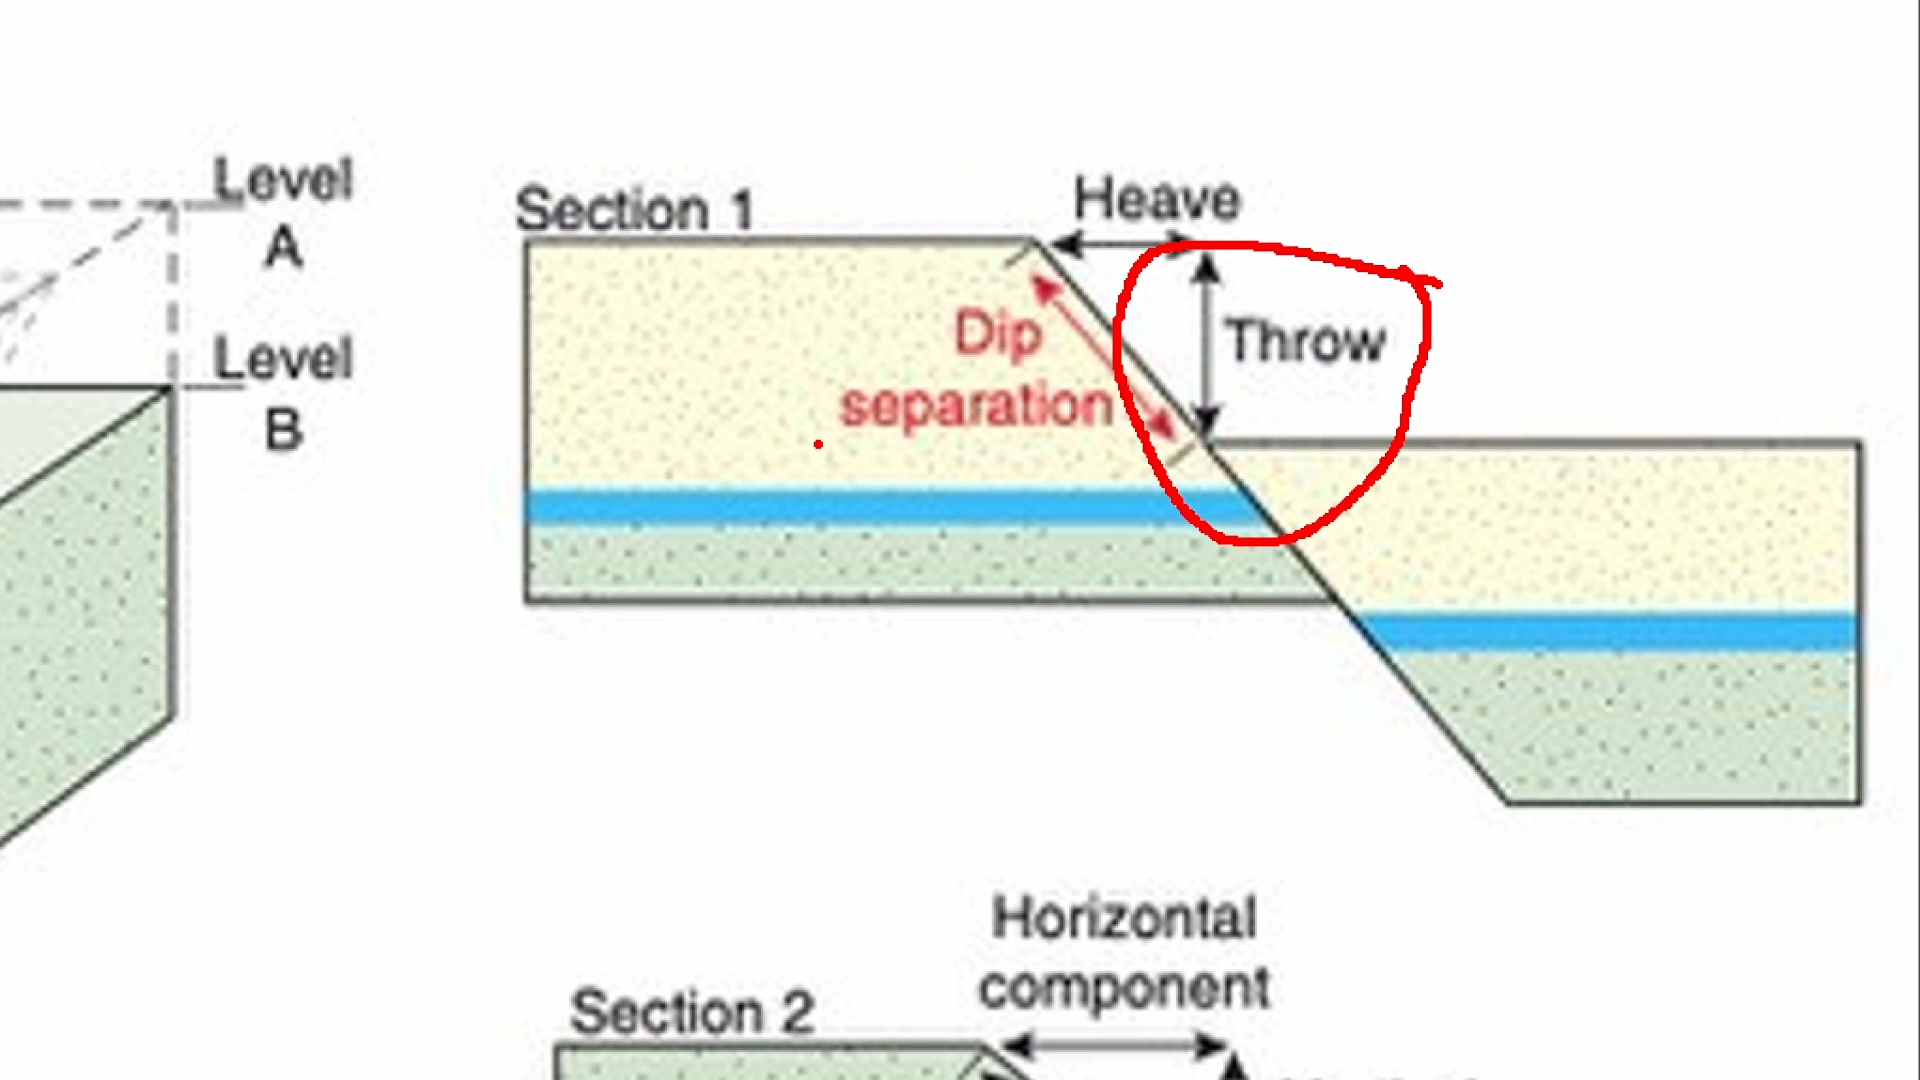 Level
A
Level
B
Section 1
Heave
Throw
Dip
separation
Horizontal
component
Section 2